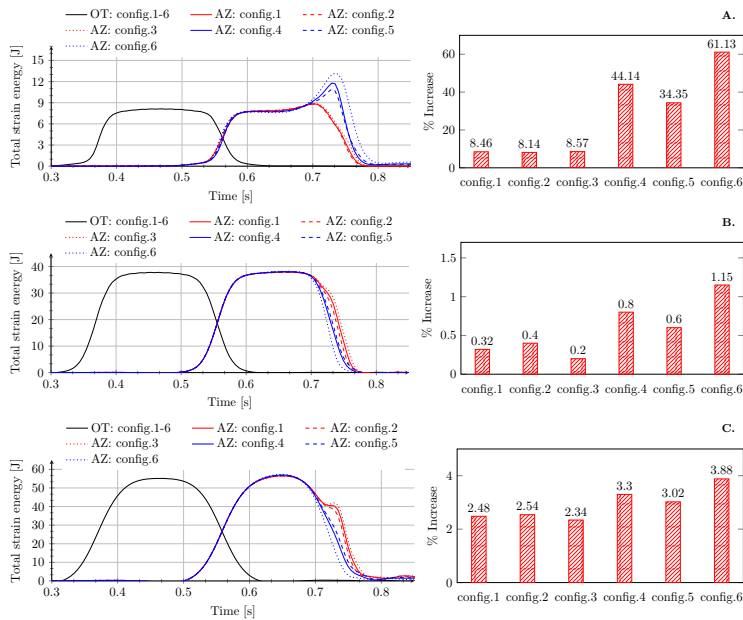 OT: config.1-6 AZ: config.1 AZ: config.2
AZ: config.3 AZ: config.4 AZ: config.5
AZ: config.6
Total strain energy [J]
15
12
9
6
3
0
0.3 0.4 0.5 0.6 0.7 0.8
Time [s]
A.
% Increase
60
40
20
0
8.46 8.14 8.57 44.14 34.35 61.13
config.1 config.2 config.3 config.4 config.5 config.6
OT: config.1-6 AZ: config.1 AZ: config.2
AZ: config.3 AZ: config.4 AZ: config.5
AZ: config.6
Total strain energy [J]
40
30
20
10
0
0.3 0.4 0.5 0.6 0.7 0.8
Time [s]
B.
% Increase
1.5
1
0.5
0
0.32 0.4 0.2 0.8 0.6 1.15
config.1 config.2 config.3 config.4 config.5 config.6
OT: config.1-6 AZ: config.1 AZ: config.2
AZ: config.3 AZ: config.4 AZ: config.5
AZ: config.6
Total strain energy [J]
60
50
40
30
20
10
0
0.3 0.4 0.5 0.6 0.7 0.8
Time [s]
C.
% Increase
4
2
0
2.48 2.54 2.34 3.3 3.02 3.88
config.1 config.2 config.3 config.4 config.5 config.6